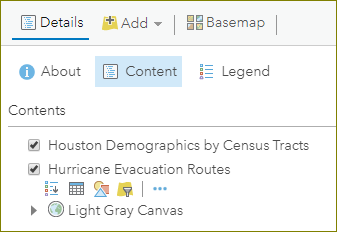 Details Add Basemap
About Content Legend
Contents
Houston Demographics by Census Tracts
Hurricane Evacuation Routes
Light Gray Canvas